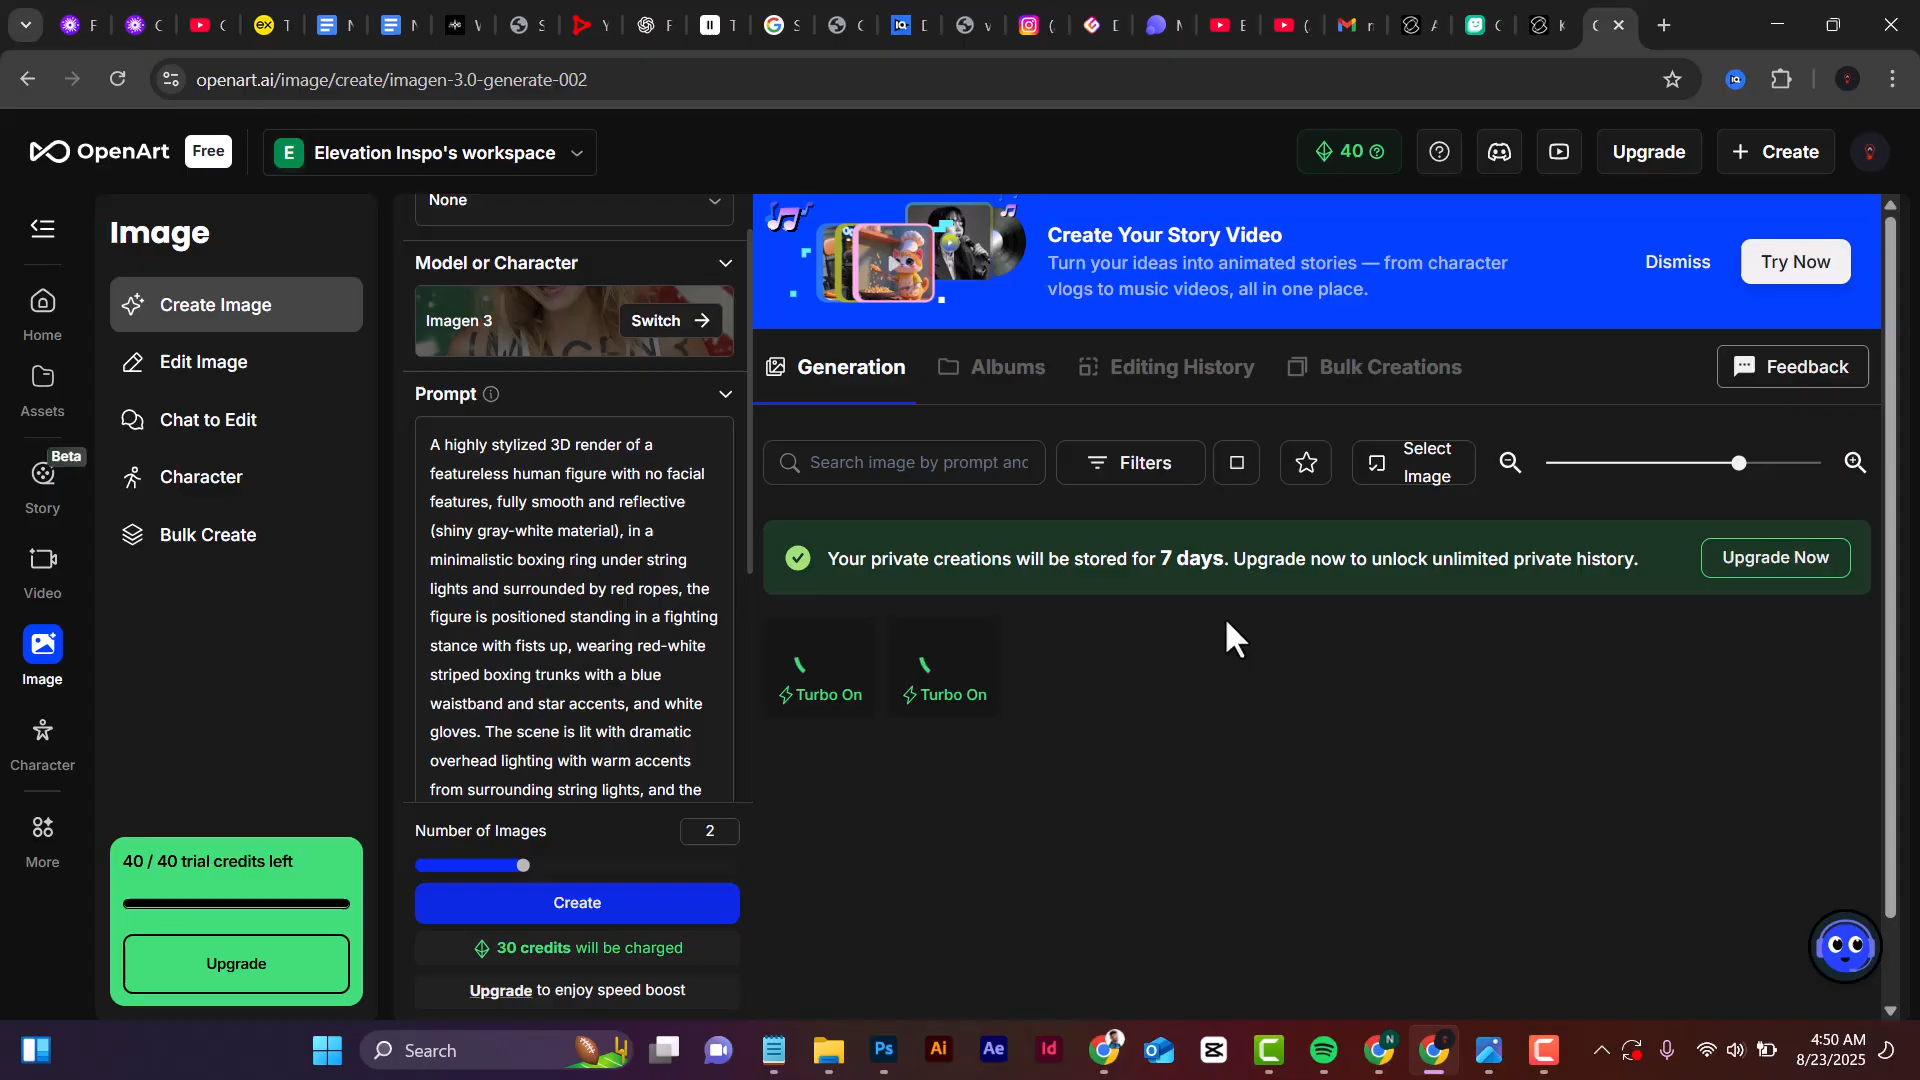 openart.ai/image/create/imagen-3.0-generate-002
OpenArt
Free
E
Elevation Inspo's workspace
40
Upgrade
+ Create
Image
Create Image
Edit Image
Chat to Edit
Character
Bulk Create
Home
Assets
Beta
Story
Video
Image
Character
More
40 / 40 trial credits left
Upgrade
None
Model or Character
Imagen 3
Switch
Prompt
A highly stylized 3D render of a
featureless human figure with no facial
features, fully smooth and reflective
(shiny gray-white material), in a
minimalistic boxing ring under string
lights and surrounded by red ropes, the
figure is positioned standing in a fighting
stance with fists up, wearing red-white
striped boxing trunks with a blue
waistband and star accents, and white
gloves. The scene is lit with dramatic
overhead lighting with warm accents
from surrounding string lights, and the
Number of Images
2
Create
30 credits will be charged
Upgrade to enjoy speed boost
Create Your Story Video
Turn your ideas into animated stories — from character
vlogs to music videos, all in one place.
Dismiss
Try Now
Generation
Albums
Editing History
Bulk Creations
Feedback
Search image by prompt and
Filters
Select
Image
Your private creations will be stored for 7 days. Upgrade now to unlock unlimited private history.
Upgrade Now
Turbo On
Turbo On
Search
Ps
Ai
Ae
Id
4:50 AM
8/23/2025